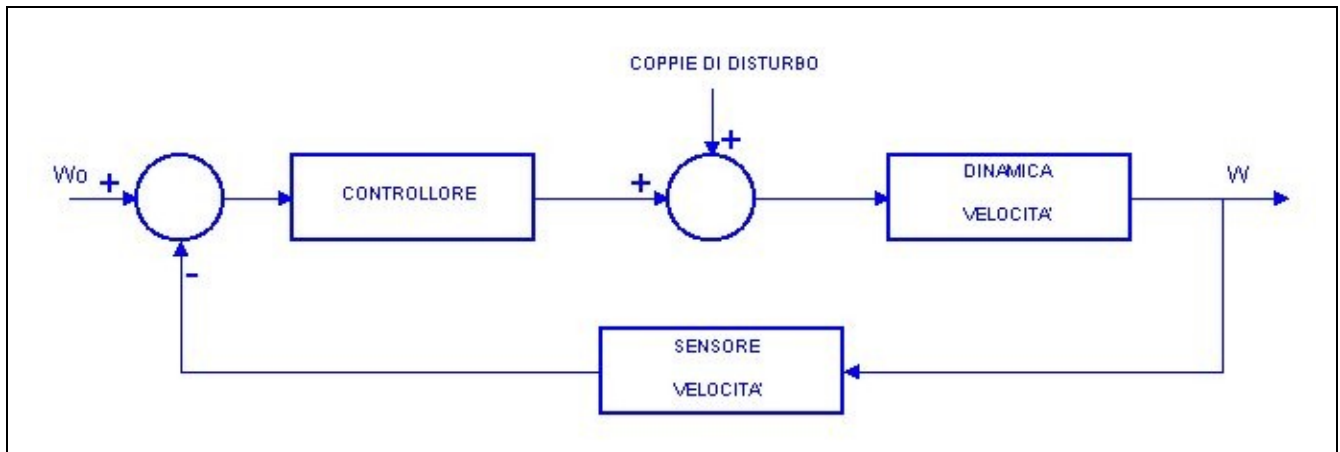 COPPIE DI DISTURBO
+
Wo +
-
CONTROLLORE
+
DINAMICA
VELOCITA'
W
SENSORE
VELOCITA'